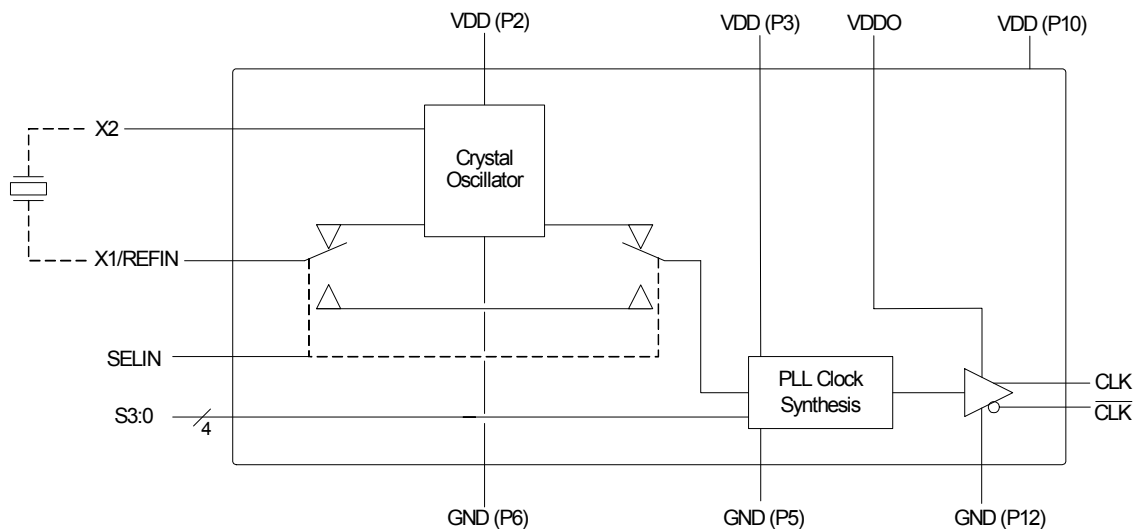 VDD (P2)
VDD (P3)
VDDO
VDD (P10)
X2
Crystal
Oscillator
X1/REFIN
SELIN
PLL Clock
Synthesis
CLK
CLK
S3:0
4
GND (P6)
GND (P5)
GND (P12)